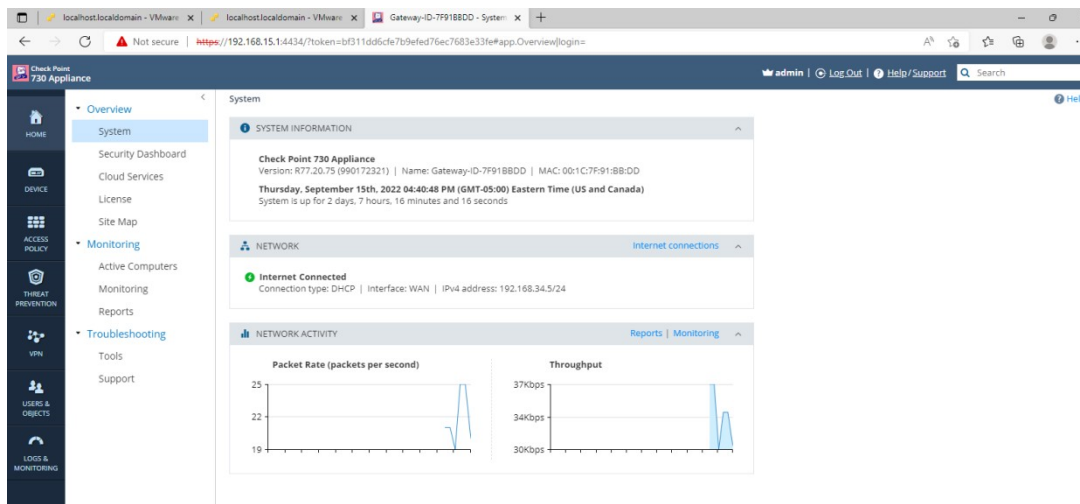 localhost.localdomain - VMware
localhost.localdomain - VMware
Gateway-ID-7F91BBDD - System
Not secure | https://192.168.15.1:4434/?token=bf311dd6cfe7b9efed76ec7683e33fe#app.Overview|login=
Check Point
730 Appliance
admin | Log Out | Help/Support
Search
HOME
DEVICE
ACCESS
POLICY
THREAT
PREVENTION
VPN
USERS &
OBJECTS
LOGS &
MONITORING
Overview
System
Security Dashboard
Cloud Services
License
Site Map
Monitoring
Active Computers
Monitoring
Reports
Troubleshooting
Tools
Support
System
Hel
SYSTEM INFORMATION
Check Point 730 Appliance
Version: R77.20.75 (990172321) | Name: Gateway-ID-7F91BBDD | MAC: 00:1C:7F:91:BB:DD
Thursday, September 15th, 2022 04:40:48 PM (GMT-05:00) Eastern Time (US and Canada)
System is up for 2 days, 7 hours, 16 minutes and 16 seconds
NETWORK
Internet connections
Internet Connected
Connection type: DHCP | Interface: WAN | IPv4 address: 192.168.34.5/24
NETWORK ACTIVITY
Reports | Monitoring
Packet Rate (packets per second)
25
22
19
Throughput
37Kbps
34Kbps
30Kbps